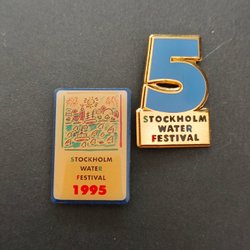 STOCKHOLM
WATER
FESTIVAL
1995
5
STOCKHOLM
WATER
FESTIVAL